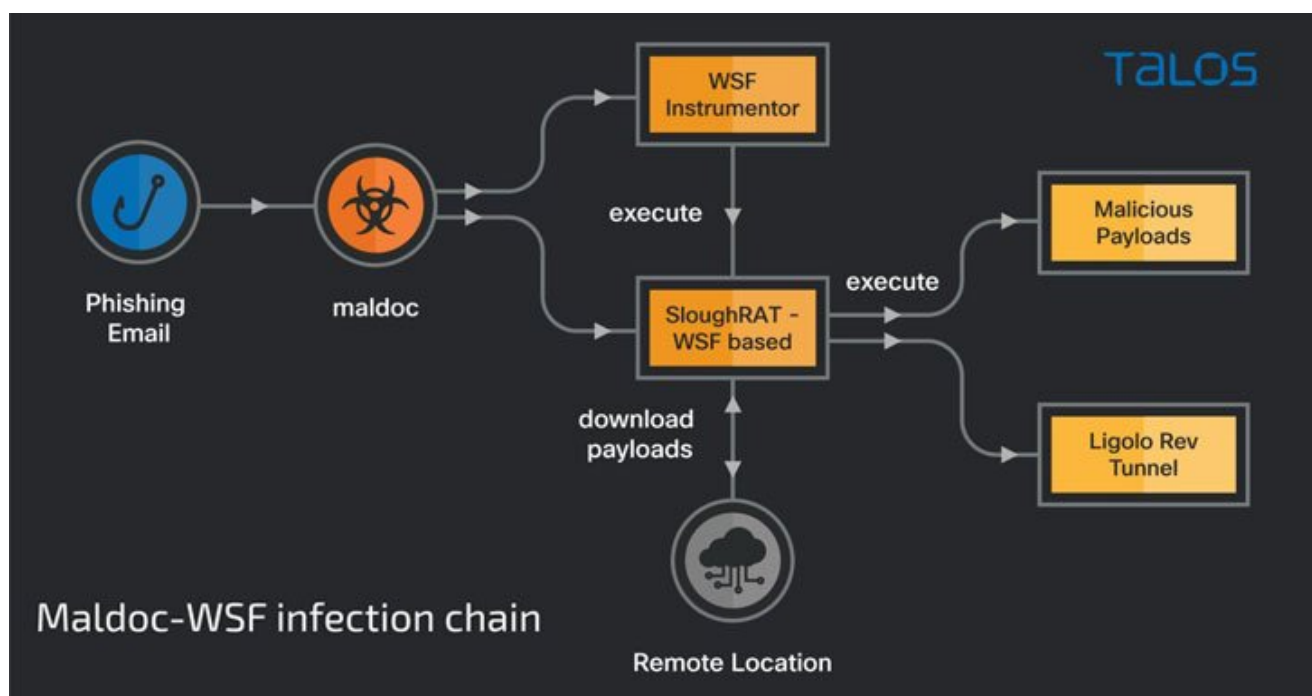 TALOS
WSF
Instrumentor
execute
Phishing
Email
maldoc
SloughRAT -
WSF based
execute
Malicious
Payloads
Ligolo Rev
Tunnel
download
payloads
Maldoc-WSF infection chain
Remote Location